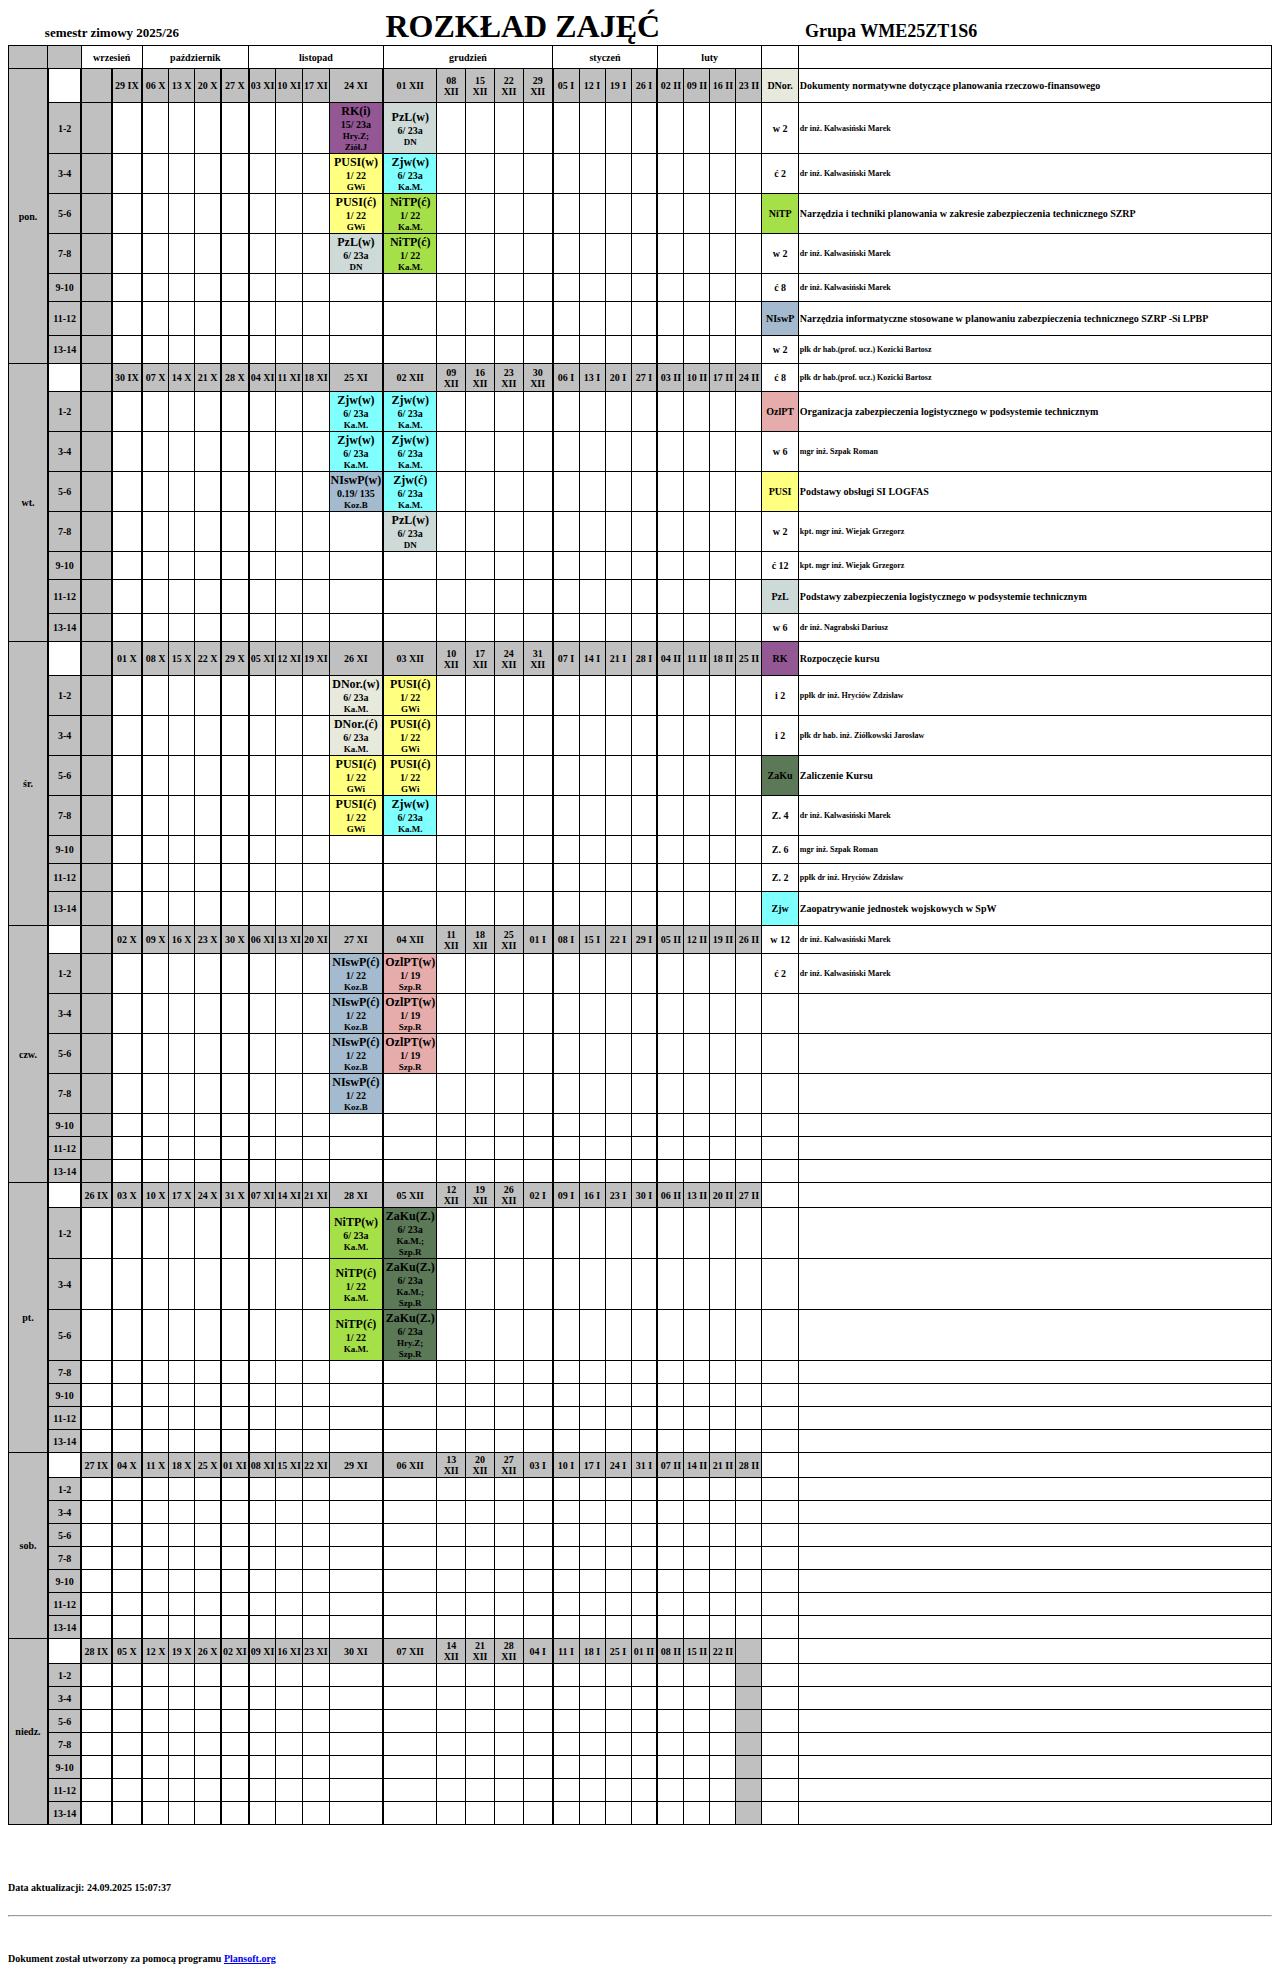 semestr zimowy 2025/26 ROZKŁAD ZAJĘĆ Grupa WME25ZT1S6
wrzesień październik listopad grudzień styczeń luty
pon. 29 IX 06 X 13 X 20 X 27 X 03 XI 10 XI 17 XI 24 XI 01 XII 08 XII 15 XII 22 XII 29 XII 05 I 12 I 19 I 26 I 02 II 09 II 16 II 23 II DNor. Dokumenty normatywne dotyczące planowania rzeczowo-finansowego
1-2 RK(i) 15/ 23a Hry.Z; Ziół.J PzL(w) 6/ 23a DN w 2 dr inż. Kalwasiński Marek
3-4 PUSI(w) 1/ 22 GWi Zjw(w) 6/ 23a Ka.M. ć 2 dr inż. Kalwasiński Marek
5-6 PUSI(ć) 1/ 22 GWi NiTP(ć) 1/ 22 Ka.M. NiTP Narzędzia i techniki planowania w zakresie zabezpieczenia technicznego SZRP
7-8 PzL(w) 6/ 23a DN NiTP(ć) 1/ 22 Ka.M. w 2 dr inż. Kalwasiński Marek
9-10 ć 8 dr inż. Kalwasiński Marek
11-12 NIswP Narzędzia informatyczne stosowane w planowaniu zabezpieczenia technicznego SZRP -Si LPBP
13-14 w 2 płk dr hab.(prof. ucz.) Kozicki Bartosz
wt. 30 IX 07 X 14 X 21 X 28 X 04 XI 11 XI 18 XI 25 XI 02 XII 09 XII 16 XII 23 XII 30 XII 06 I 13 I 20 I 27 I 03 II 10 II 17 II 24 II ć 8 płk dr hab.(prof. ucz.) Kozicki Bartosz
1-2 Zjw(w) 6/ 23a Ka.M. Zjw(w) 6/ 23a Ka.M. OzlPT Organizacja zabezpieczenia logistycznego w podsystemie technicznym
3-4 Zjw(w) 6/ 23a Ka.M. Zjw(w) 6/ 23a Ka.M. w 6 mgr inż. Szpak Roman
5-6 NIswP(w) 0.19/ 135 Koz.B Zjw(ć) 6/ 23a Ka.M. PUSI Podstawy obsługi SI LOGFAS
7-8 PzL(w) 6/ 23a DN w 2 kpt. mgr inż. Wiejak Grzegorz
9-10 ć 12 kpt. mgr inż. Wiejak Grzegorz
11-12 PzL Podstawy zabezpieczenia logistycznego w podsystemie technicznym
13-14 w 6 dr inż. Nagrabski Dariusz
śr. 01 X 08 X 15 X 22 X 29 X 05 XI 12 XI 19 XI 26 XI 03 XII 10 XII 17 XII 24 XII 31 XII 07 I 14 I 21 I 28 I 04 II 11 II 18 II 25 II RK Rozpoczęcie kursu
1-2 DNor.(w) 6/ 23a Ka.M. PUSI(ć) 1/ 22 GWi i 2 ppłk dr inż. Hryciów Zdzisław
3-4 DNor.(ć) 6/ 23a Ka.M. PUSI(ć) 1/ 22 GWi i 2 płk dr hab. inż. Ziółkowski Jarosław
5-6 PUSI(ć) 1/ 22 GWi PUSI(ć) 1/ 22 GWi ZaKu Zaliczenie Kursu
7-8 PUSI(ć) 1/ 22 GWi Zjw(w) 6/ 23a Ka.M. Z. 4 dr inż. Kalwasiński Marek
9-10 Z. 6 mgr inż. Szpak Roman
11-12 Z. 2 ppłk dr inż. Hryciów Zdzisław
13-14 Zjw Zaopatrywanie jednostek wojskowych w SpW
czw. 02 X 09 X 16 X 23 X 30 X 06 XI 13 XI 20 XI 27 XI 04 XII 11 XII 18 XII 25 XII 01 I 08 I 15 I 22 I 29 I 05 II 12 II 19 II 26 II w 12 dr inż. Kalwasiński Marek
1-2 NIswP(ć) 1/ 22 Koz.B OzlPT(w) 1/ 19 Szp.R ć 2 dr inż. Kalwasiński Marek
3-4 NIswP(ć) 1/ 22 Koz.B OzlPT(w) 1/ 19 Szp.R
5-6 NIswP(ć) 1/ 22 Koz.B OzlPT(w) 1/ 19 Szp.R
7-8 NIswP(ć) 1/ 22 Koz.B
9-10
11-12
13-14
pt. 26 IX 03 X 10 X 17 X 24 X 31 X 07 XI 14 XI 21 XI 28 XI 05 XII 12 XII 19 XII 26 XII 02 I 09 I 16 I 23 I 30 I 06 II 13 II 20 II 27 II
1-2 NiTP(w) 6/ 23a Ka.M. ZaKu(Z.) 6/ 23a Ka.M.; Szp.R
3-4 NiTP(ć) 1/ 22 Ka.M. ZaKu(Z.) 6/ 23a Ka.M.; Szp.R
5-6 NiTP(ć) 1/ 22 Ka.M. ZaKu(Z.) 6/ 23a Hry.Z; Szp.R
7-8
9-10
11-12
13-14
sob. 27 IX 04 X 11 X 18 X 25 X 01 XI 08 XI 15 XI 22 XI 29 XI 06 XII 13 XII 20 XII 27 XII 03 I 10 I 17 I 24 I 31 I 07 II 14 II 21 II 28 II
1-2
3-4
5-6
7-8
9-10
11-12
13-14
niedz. 28 IX 05 X 12 X 19 X 26 X 02 XI 09 XI 16 XI 23 XI 30 XI 07 XII 14 XII 21 XII 28 XII 04 I 11 I 18 I 25 I 01 II 08 II 15 II 22 II
1-2
3-4
5-6
7-8
9-10
11-12
13-14
Data aktualizacji: 24.09.2025 15:07:37
Dokument został utworzony za pomocą programu Plansoft.org